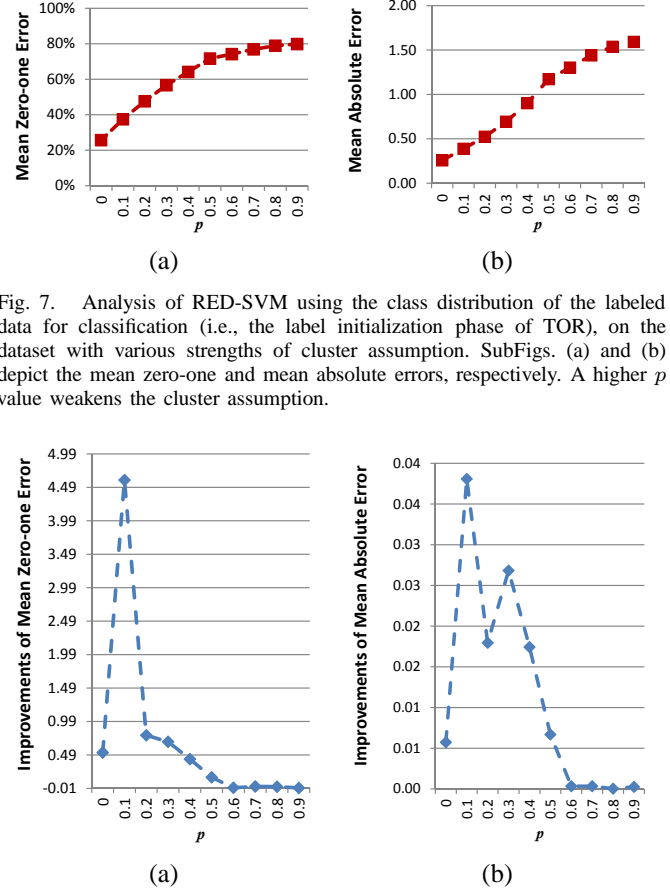 Mean Zero-one Error
100%
80%
60%
40%
20%
0%
0 0.1 0.2 0.3 0.4 0.5 0.6 0.7 0.8 0.9
p
(a)
Mean Absolute Error
2.00
1.50
1.00
0.50
0.00
0 0.1 0.2 0.3 0.4 0.5 0.6 0.7 0.8 0.9
p
(b)
Fig. 7. Analysis of RED-SVM using the class distribution of the labeled
data for classification (i.e., the label initialization phase of TOR), on the
dataset with various strengths of cluster assumption. SubFigs. (a) and (b)
depict the mean zero-one and mean absolute errors, respectively. A higher p
value weakens the cluster assumption.
Improvements of Mean Zero-one Error
4.99
4.49
3.99
3.49
2.99
2.49
1.99
1.49
0.99
0.49
-0.01
0 0.1 0.2 0.3 0.4 0.5 0.6 0.7 0.8 0.9
p
(a)
Improvements of Mean Absolute Error
0.04
0.04
0.03
0.03
0.02
0.02
0.01
0.01
0.00
0 0.1 0.2 0.3 0.4 0.5 0.6 0.7 0.8 0.9
p
(b)